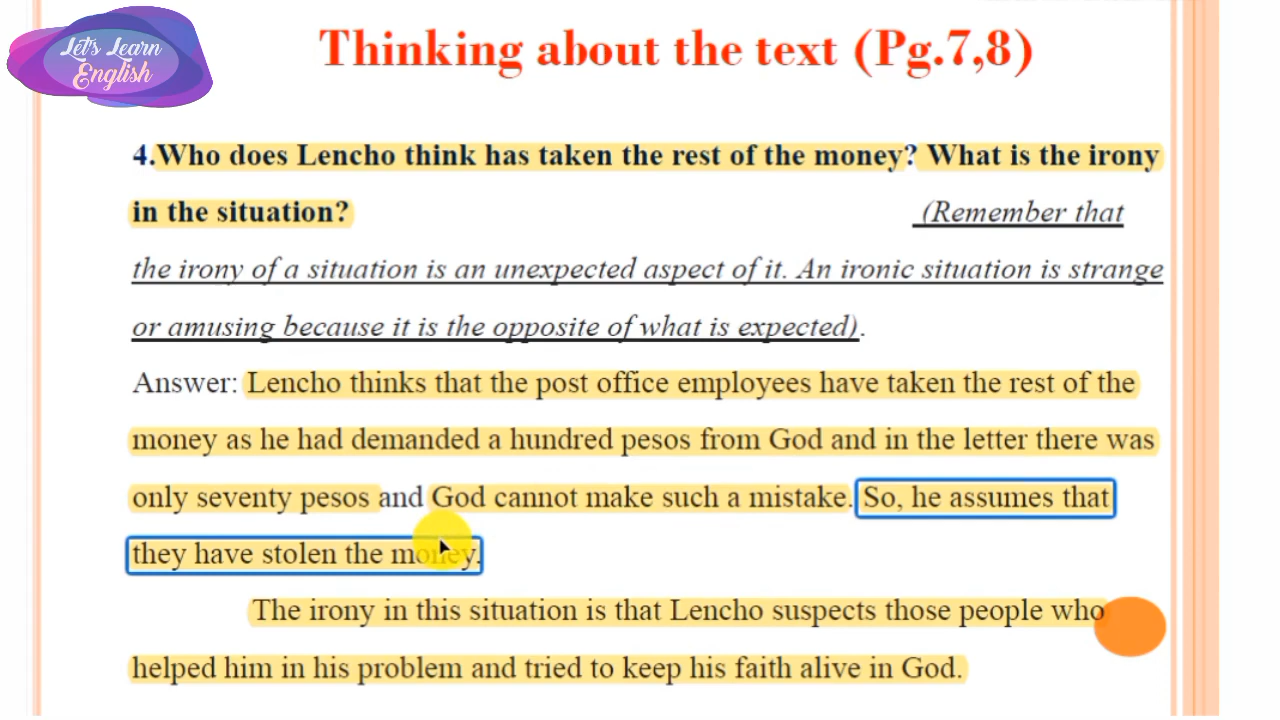 Let's Learn
English
Thinking about the text (Pg.7,8)
4.Who does Lencho think has taken the rest of the money? What is the irony
in the situation? (Remember that
the irony of a situation is an unexpected aspect of it. An ironic situation is strange
or amusing because it is the opposite of what is expected).
Answer: Lencho thinks that the post office employees have taken the rest of the
money as he had demanded a hundred pesos from God and in the letter there was
only seventy pesos and God cannot make such a mistake. So, he assumes that
they have stolen the money.
The irony in this situation is that Lencho suspects those people who
helped him in his problem and tried to keep his faith alive in God.